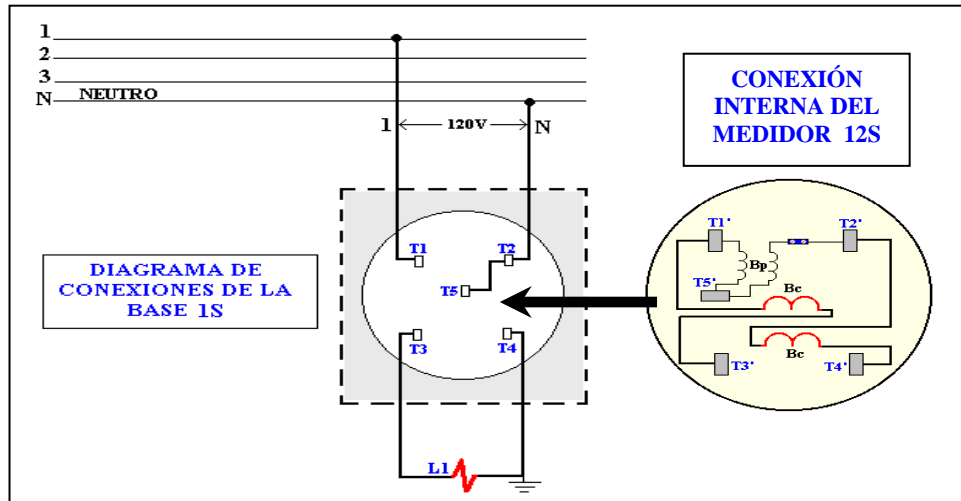 1
2
3
N NEUTRO
1 120V N
CONEXIÓN
INTERNA DEL
MEDIDOR 12S
DIAGRAMA DE
CONEXIONES DE LA
BASE 1S
T1 T2
T5
T3 T4
L1
T1' T2'
Bp
T5'
Bc
Bc
T3' T4'